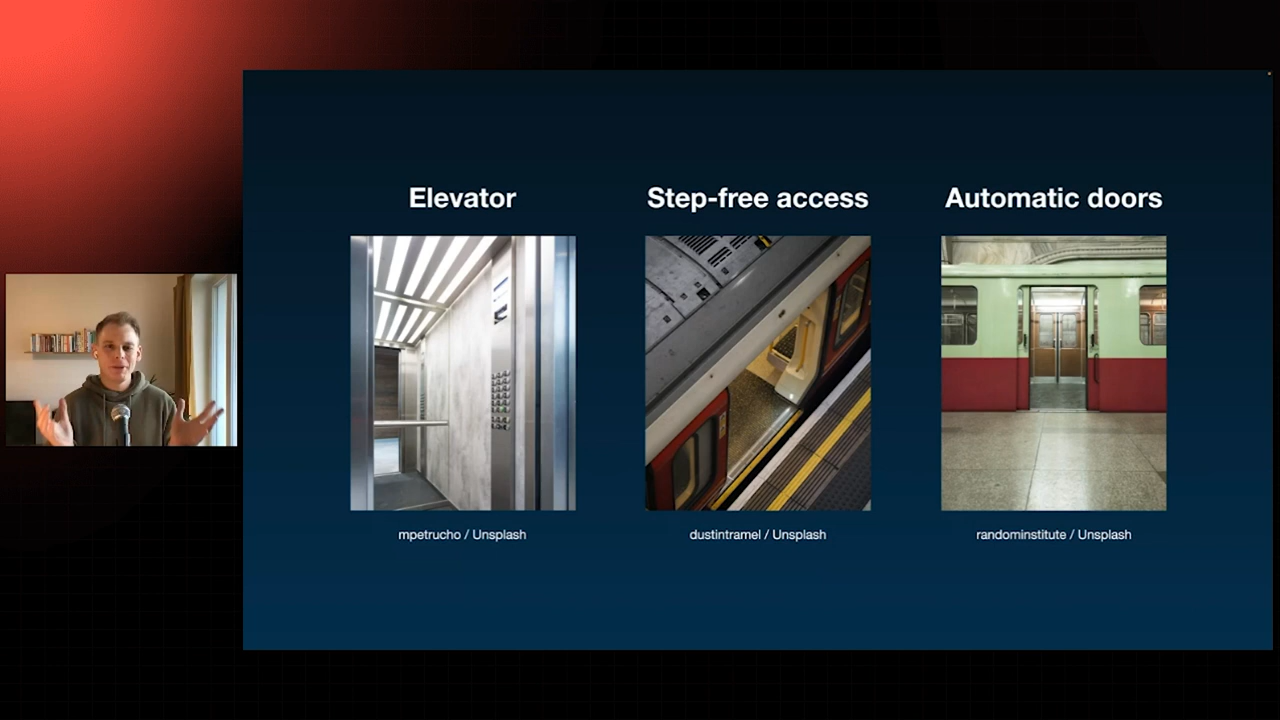 Elevator
Step-free access
Automatic doors
mpetrucho / Unsplash
dustintramel / Unsplash
randominstitute / Unsplash